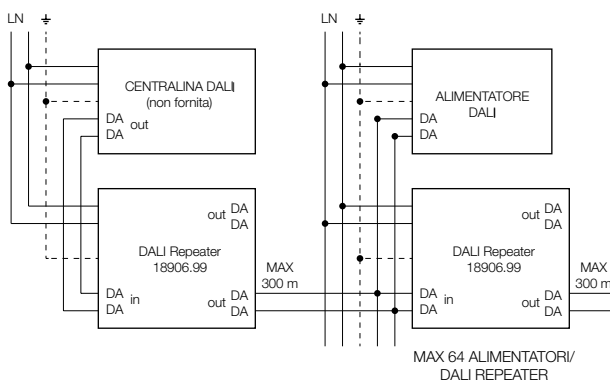 LN
CENTRALINA DALI
(non fornita)
DA
DA
out
DALI Repeater
18906.99
out
DA
DA
DA
DA
in
out
DA
DA
MAX
300 m
LN
ALIMENTATORE
DALI
DA
DA
DALI Repeater
18906.99
out
DA
DA
DA
DA
in
out
DA
DA
MAX
300 m
MAX 64 ALIMENTATORI/
DALI REPEATER